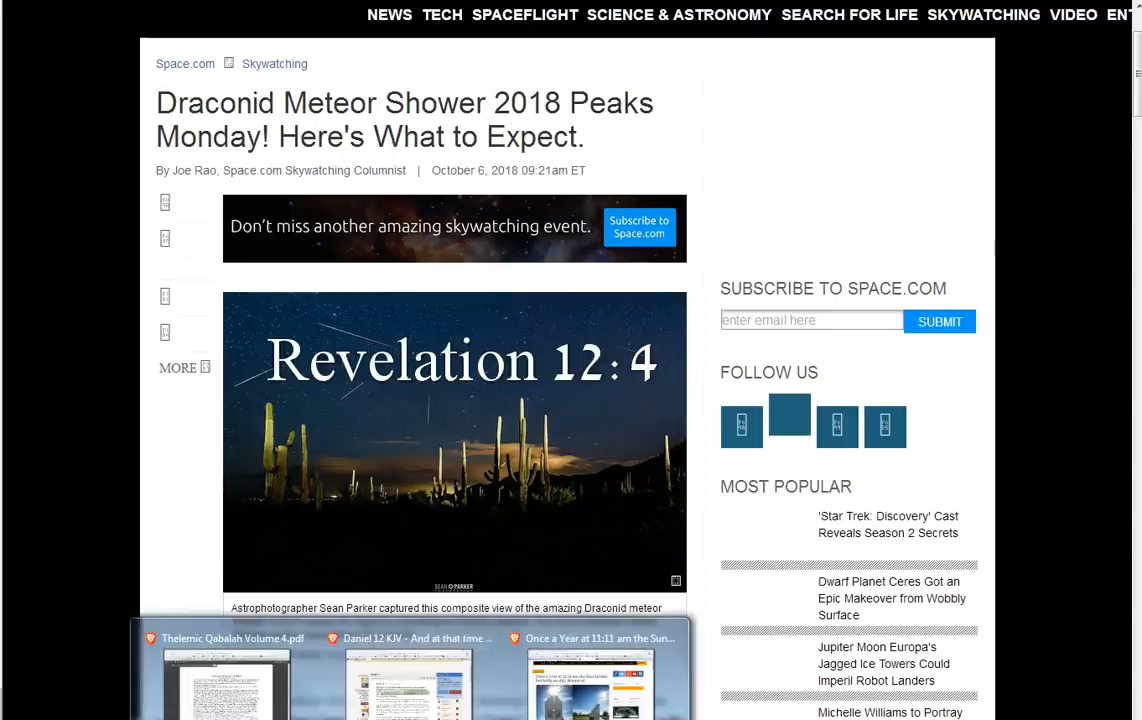 NEWS TECH SPACEFLIGHT SCIENCE & ASTRONOMY SEARCH FOR LIFE SKYWATCHING VIDEO ENT
Space.com Skywatching
Draconid Meteor Shower 2018 Peaks
Monday! Here's What to Expect.
By Joe Rao, Space.com Skywatching Columnist | October 6, 2018 09:21am ET
Don't miss another amazing skywatching event.
Subscribe to
Space.com
MORE
Revelation 12:4
SEAN PARKER
Astrophotographer Sean Parker captured this composite view of the amazing Draconid meteor
SUBSCRIBE TO SPACE.COM
enter email here
SUBMIT
FOLLOW US
MOST POPULAR
'Star Trek: Discovery' Cast
Reveals Season 2 Secrets
Dwarf Planet Ceres Got an
Epic Makeover from Wobbly
Surface
Jupiter Moon Europa's
Jagged Ice Towers Could
Imperil Robot Landers
Michelle Williams to Portray
Thelemic Qabalah Volume 4.pdf
Daniel 12 KJV - And at that time ...
Once a Year at 11:11 am the Sun...